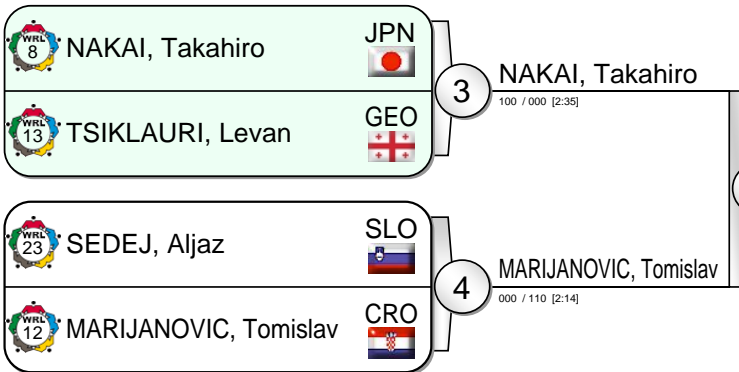 WRL
8
NAKAI, Takahiro
JPN
WRL
13
TSIKLAURI, Levan
GEO
3
NAKAI, Takahiro
100 / 000 [2:35]
WRL
23
SEDEJ, Aljaz
SLO
WRL
12
MARIJANOVIC, Tomislav
CRO
4
MARIJANOVIC, Tomislav
000 / 110 [2:14]